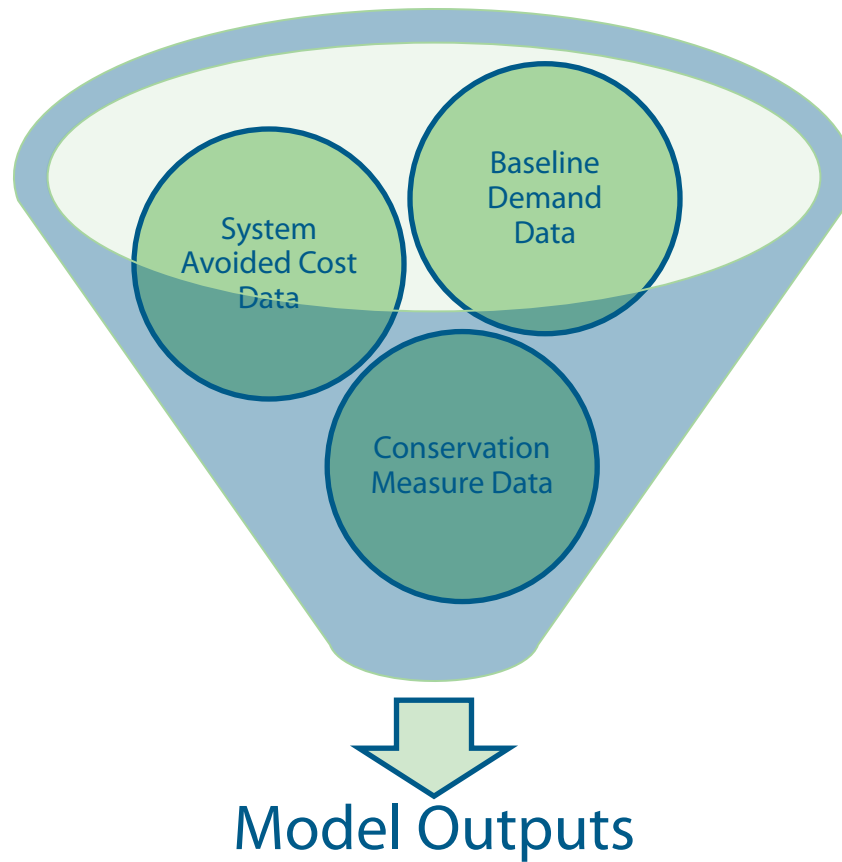 Baseline
Demand
Data
System
Avoided Cost
Data
Conservation
Measure Data
Model Outputs